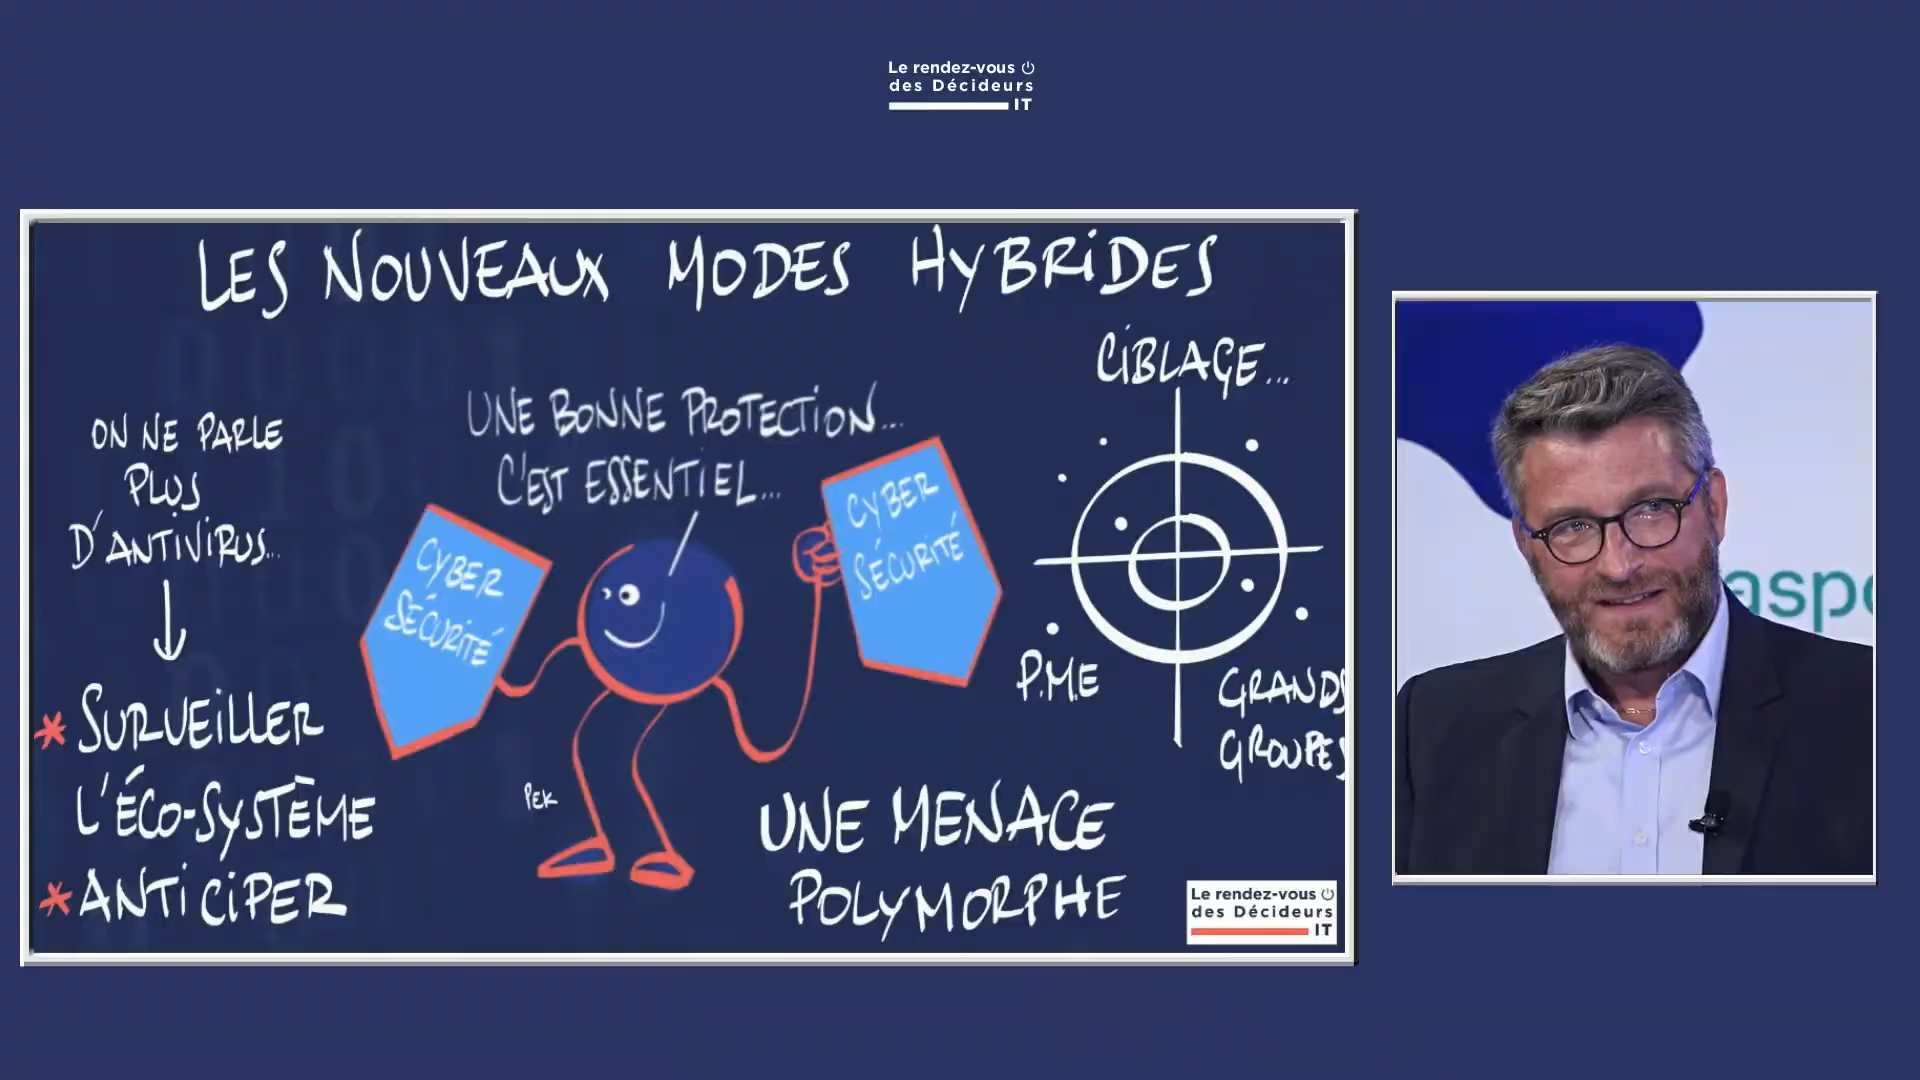 Le rendez-vous
des Décideurs
IT
LES NOUVEAUX MODES HYBRIDES
CIBLAGE...
UNE BONNE PROTECTION...
C'EST ESSENTIEL...
ON NE PARLE
PLUS
D'ANTIVIRUS...
CYBER
SÉCURITÉ
CYBER
SÉCURITÉ
P.M.E
GRANDS
GROUPES
* SURVEILLER
L'ÉCO-SYSTÈME
* ANTICIPER
PEK
UNE MENACE
POLYMORPHE
Le rendez-vous
des Décideurs
IT